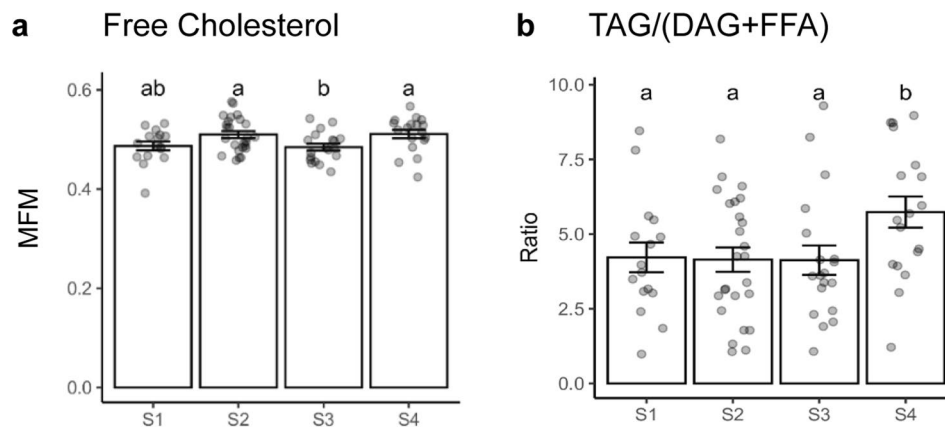 a Free Cholesterol
MFM
0.6
0.4
0.2
0.0
ab a b a
S1 S2 S3 S4
b TAG/(DAG+FFA)
Ratio
10.0
7.5
5.0
2.5
0.0
a a a b
S1 S2 S3 S4